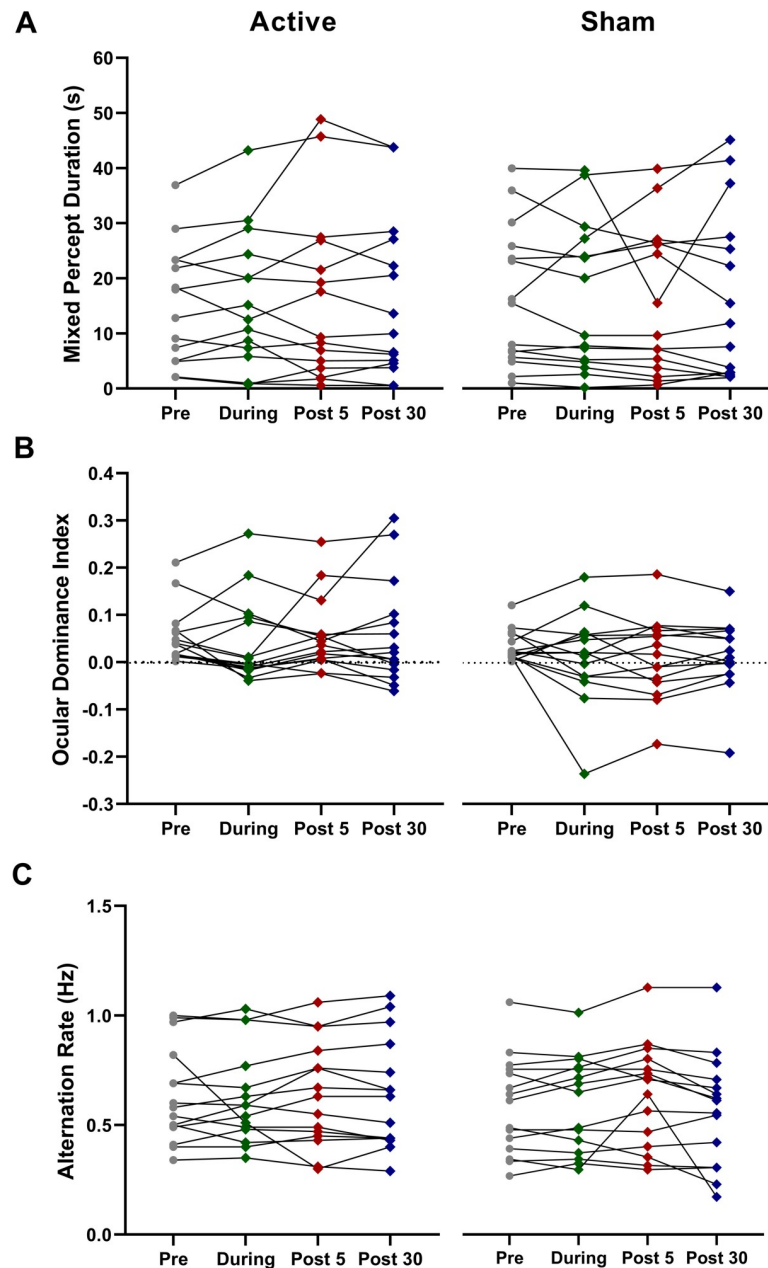 A
Active
Sham
Mixed Percept Duration (s)
60
50
40
30
20
10
0
Pre During Post 5 Post 30
Pre During Post 5 Post 30
B
Ocular Dominance Index
0.4
0.3
0.2
0.1
0.0
-0.1
-0.2
-0.3
Pre During Post 5 Post 30
Pre During Post 5 Post 30
C
Alternation Rate (Hz)
1.5
1.0
0.5
0.0
Pre During Post 5 Post 30
Pre During Post 5 Post 30